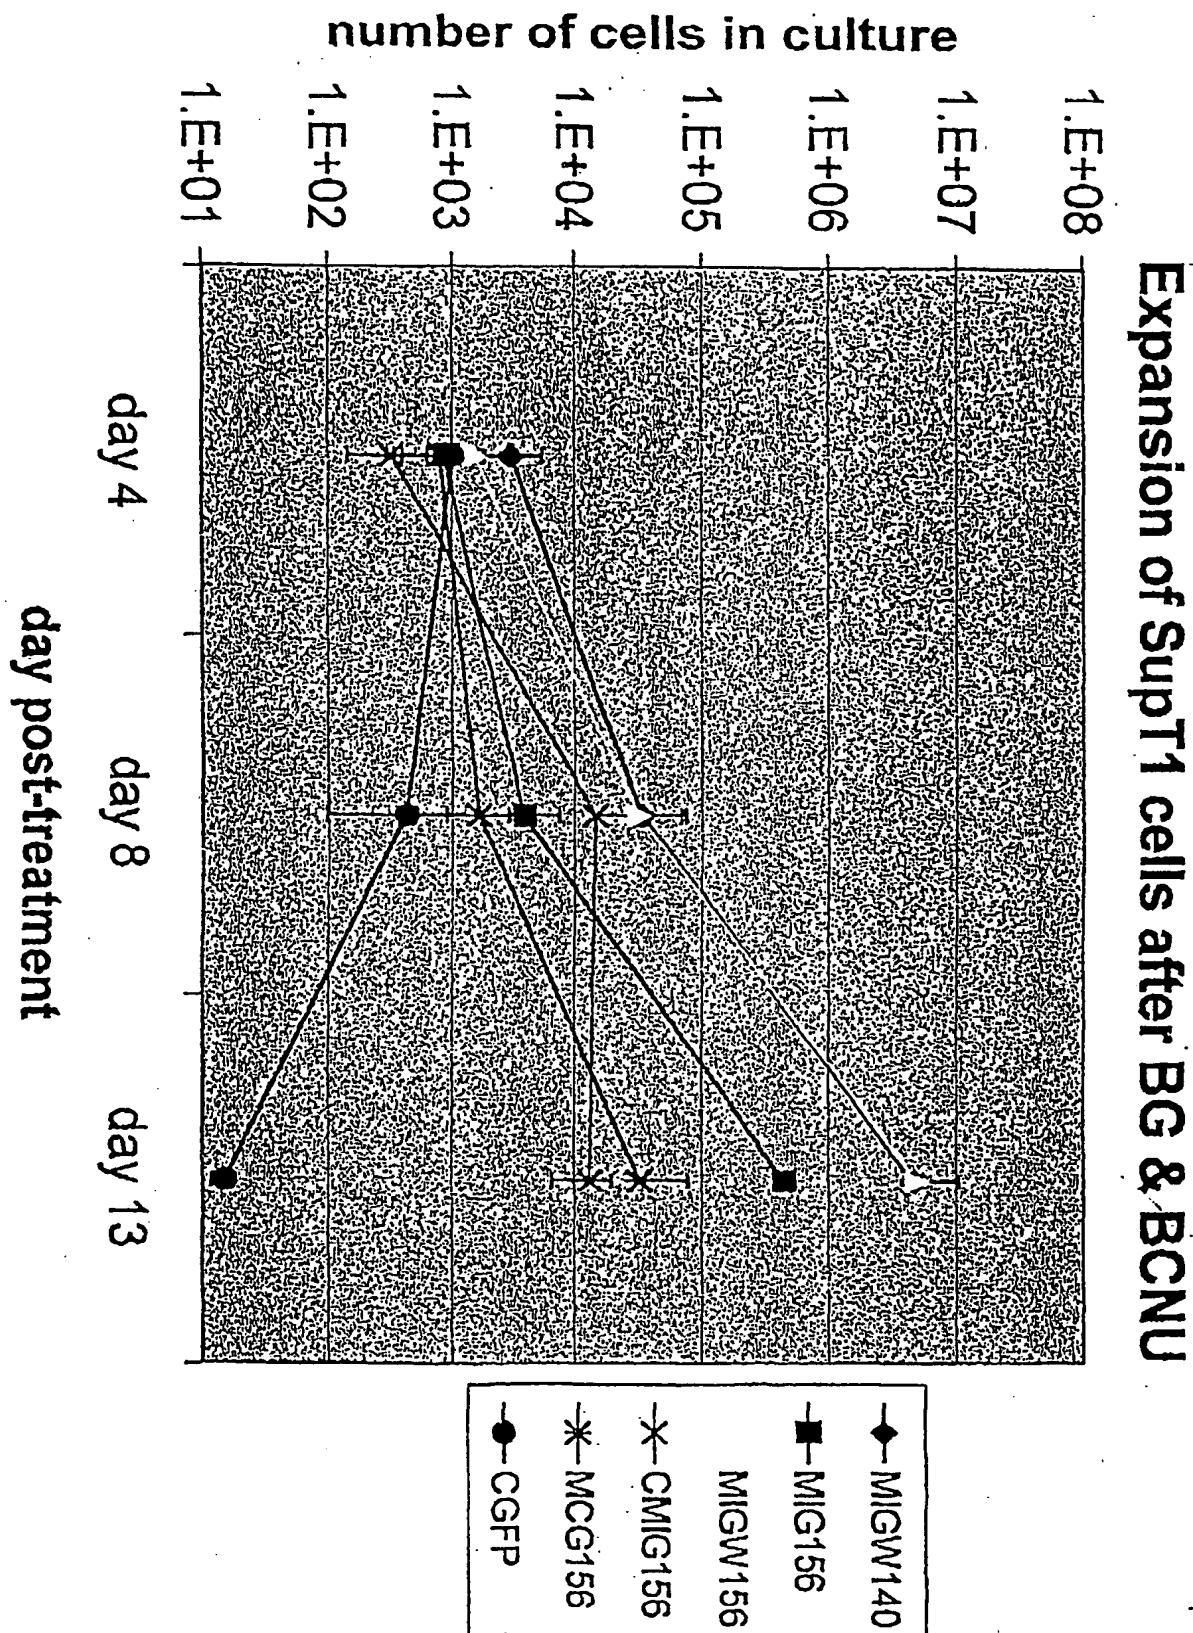 Expansion of SupT1 cells after BG & BCNU
number of cells in culture
1.E+08
1.E+07
1.E+06
1.E+05
1.E+04
1.E+03
1.E+02
1.E+01
day 4
day 8
day 13
day post-treatment
MIGW140
MIG156
MIGW156
CMIG156
MCG156
CGFP